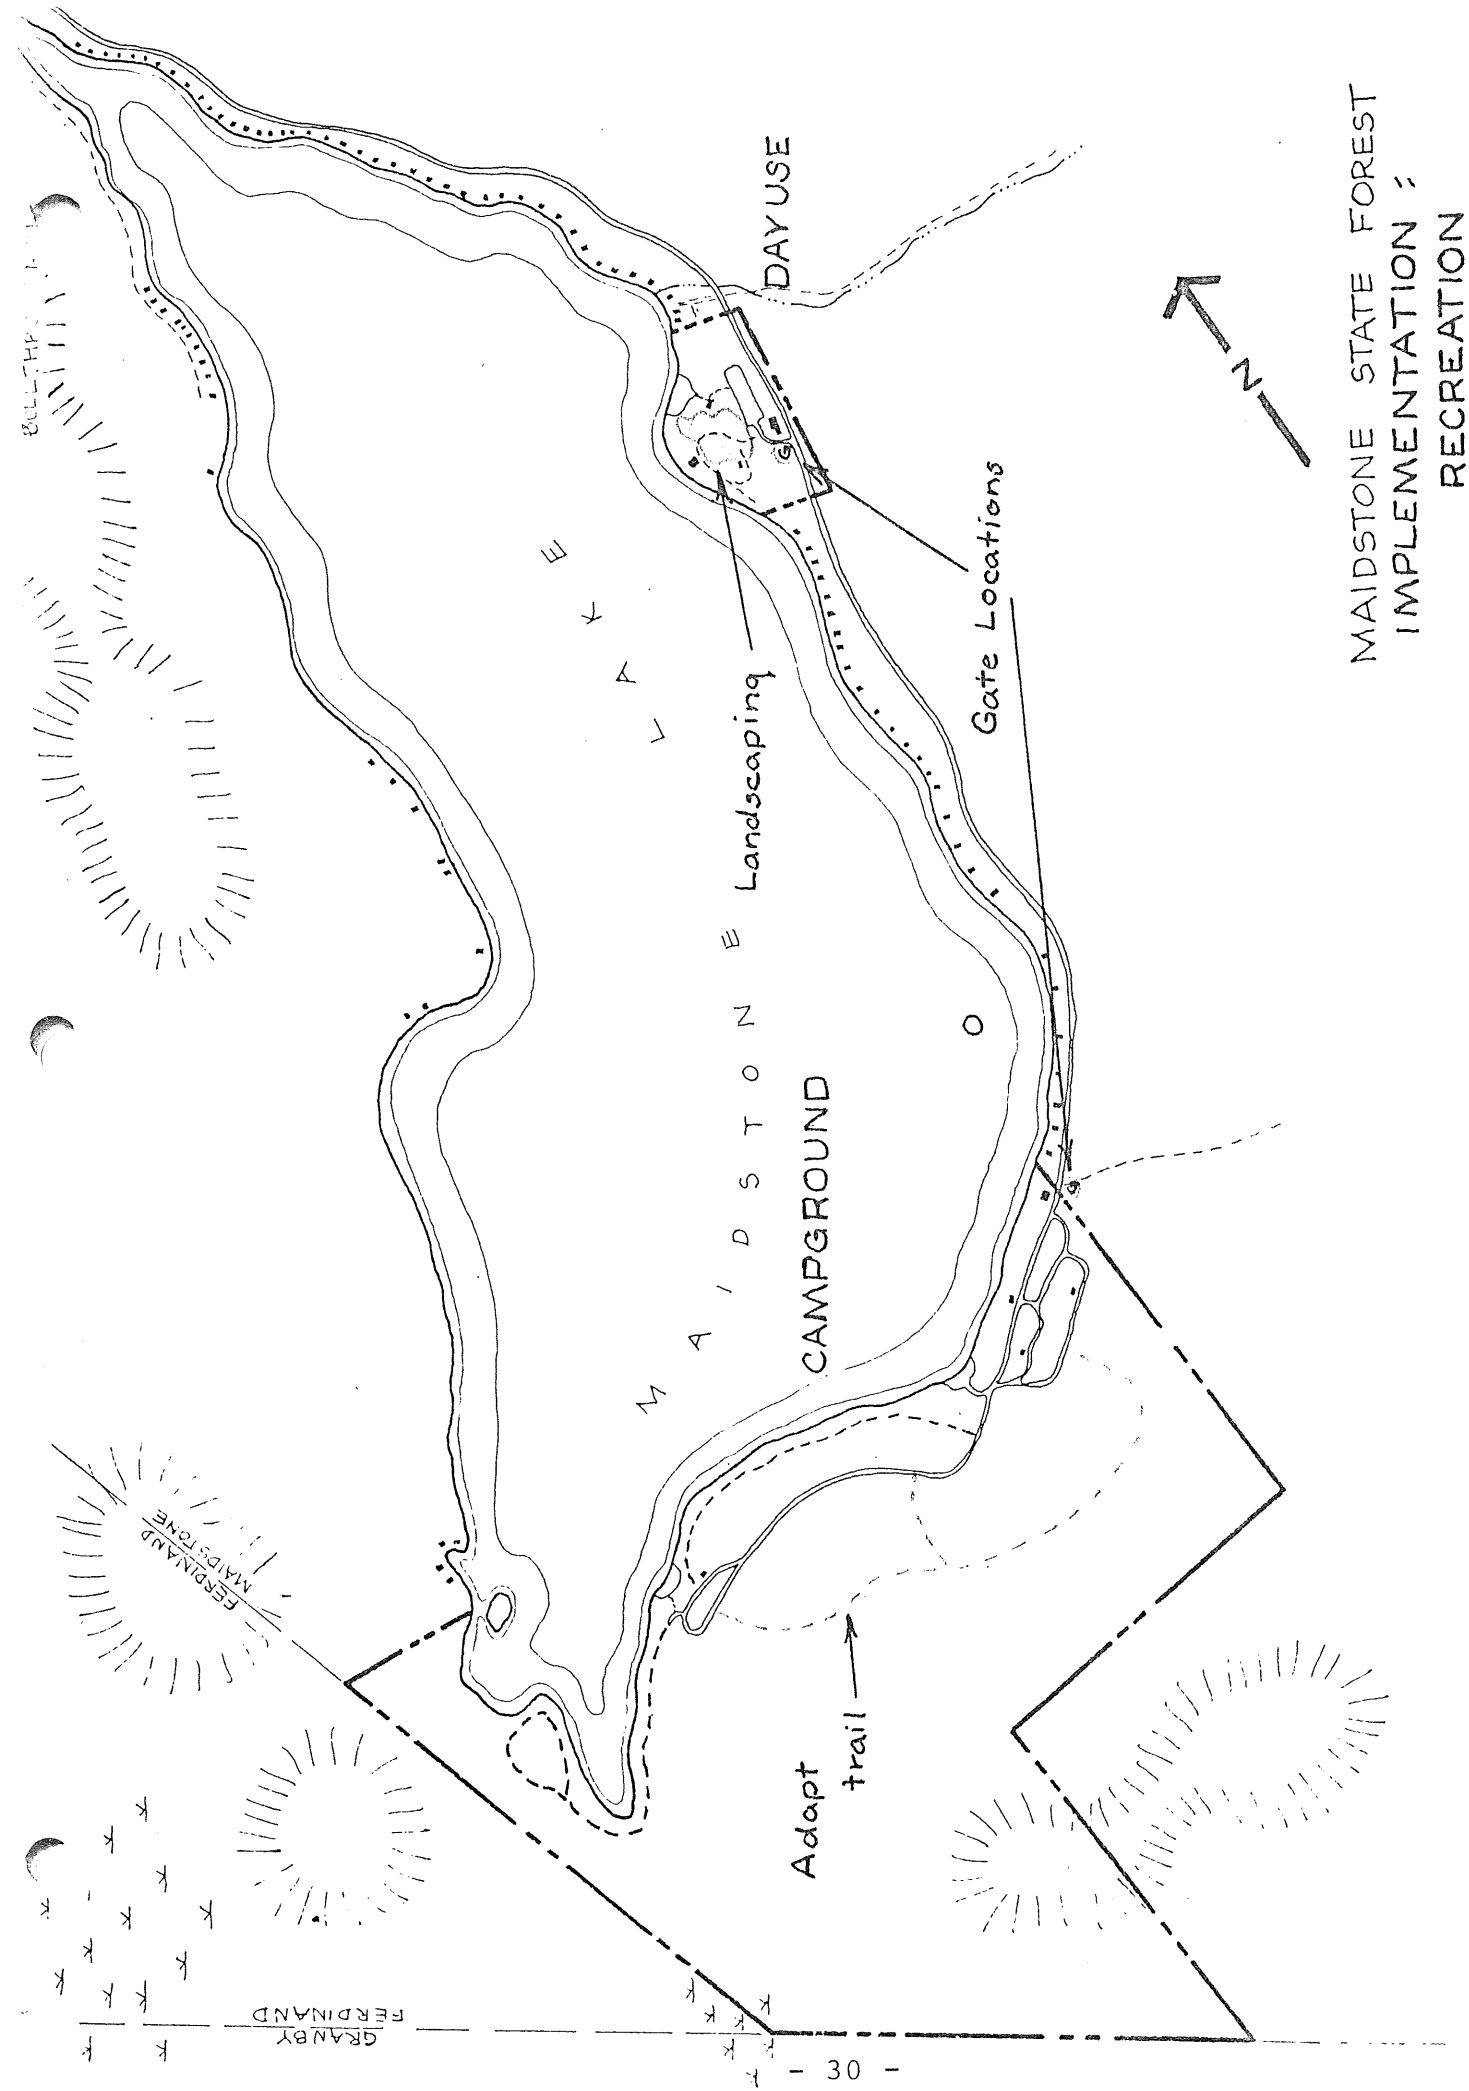 MAIDSTONE STATE FOREST
IMPLEMENTATION :
RECREATION
N
DAY USE
G
Gate Locations
Landscaping
MAIDSTONE LAKE
CAMPGROUND
G
Adapt
trail
FERDINAND
MAIDSTONE
GRANBY
FERDINAND
- 30 -